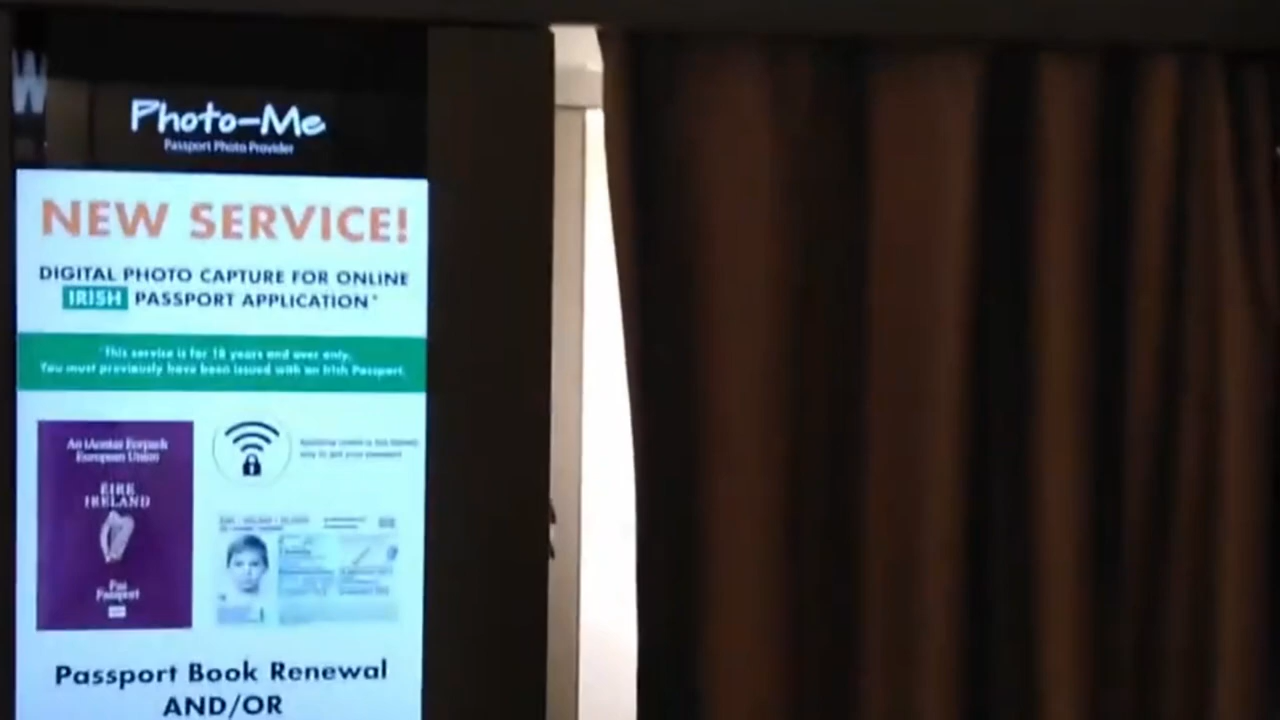 W
Photo-Me
Passport Photo Provider
NEW SERVICE!
DIGITAL PHOTO CAPTURE FOR ONLINE
IRISH PASSPORT APPLICATION*
*This service is for 18 years and over only.
You must previously have been issued with an Irish Passport.
An tAontas Eorpach
European Union
ÉIRE
IRELAND
Pas
Passport
Passport Book Renewal
AND/OR